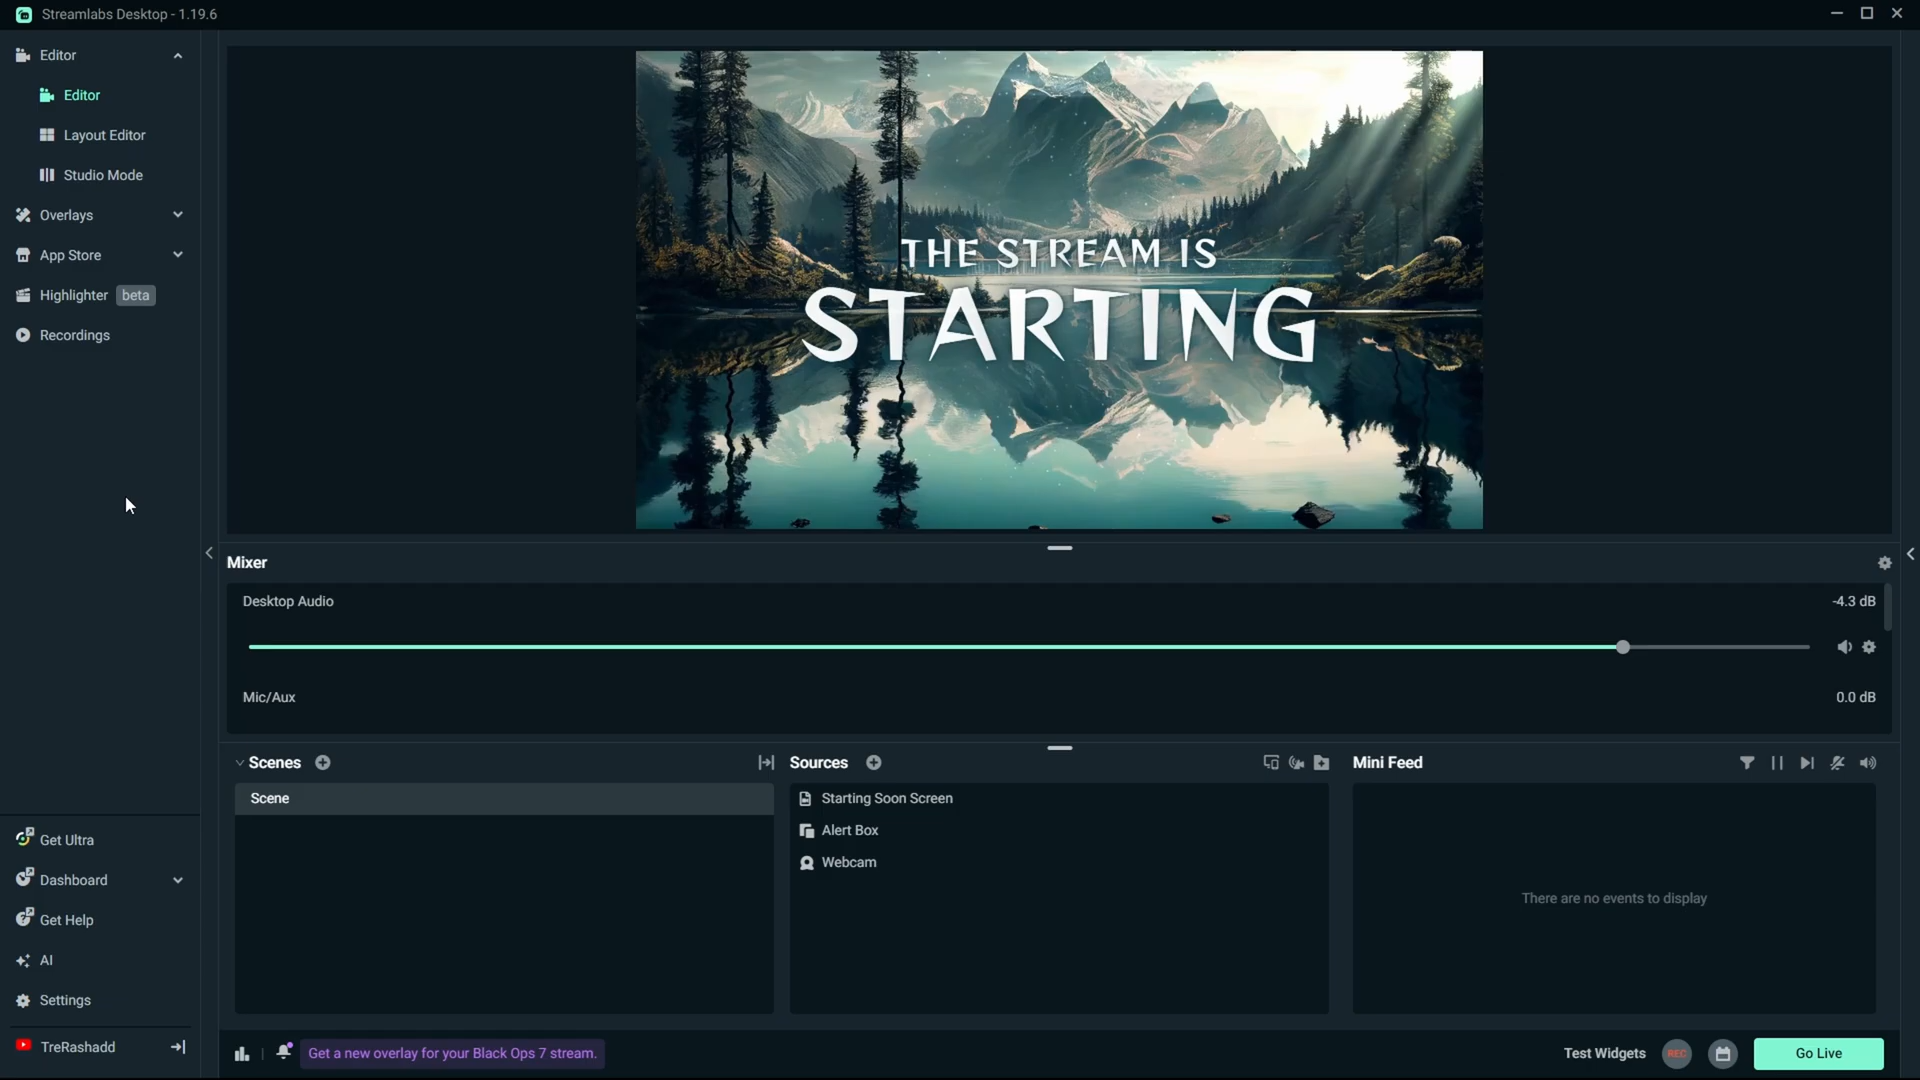 Streamlabs Desktop - 1.19.6
Editor
Editor
Layout Editor
Studio Mode
Overlays
App Store
Highlighter beta
Recordings
THE STREAM IS
STARTING
Mixer
Desktop Audio
-4.3 dB
Mic/Aux
0.0 dB
Scenes
Scene
Sources
Starting Soon Screen
Alert Box
Webcam
Mini Feed
There are no events to display
Get Ultra
Dashboard
Get Help
AI
Settings
TreRashadd
Get a new overlay for your Black Ops 7 stream.
Test Widgets
REC
Go Live